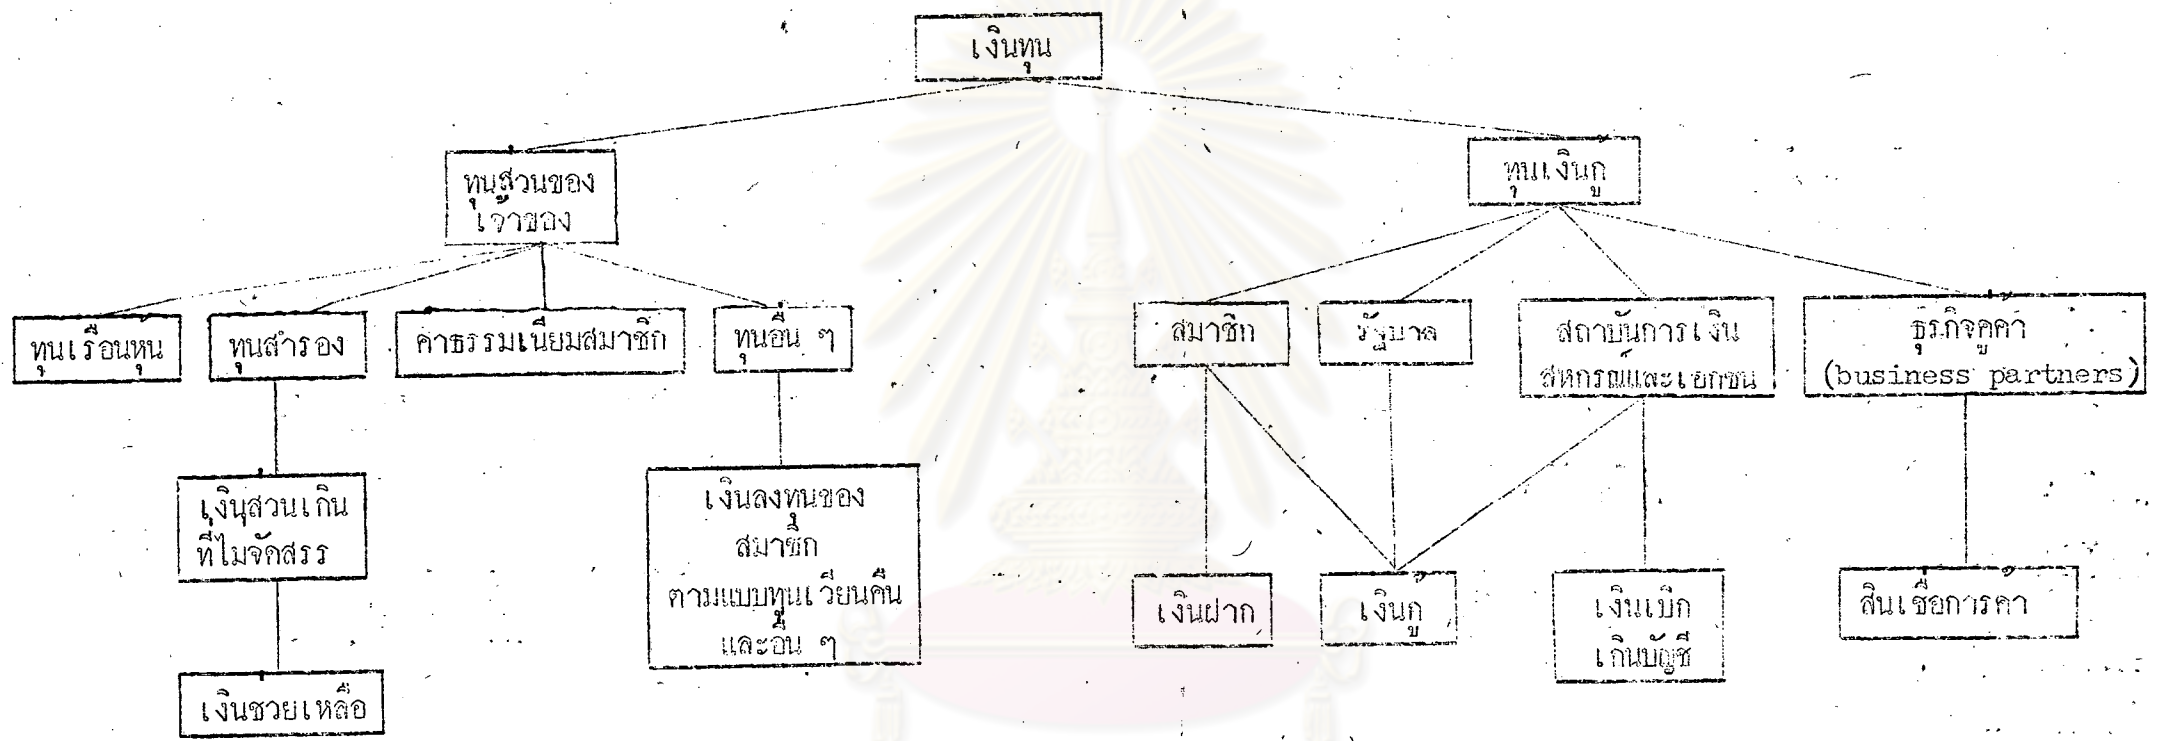 เงินทุน
ทุนส่วนของ
เจ้าของ
ทุนเงินกู้
ทุนเรือนหุ้น
ทุนสำรอง
ค่าธรรมเนียมสมาชิก
ทุนอื่น ๆ
สมาชิก
รัฐบาล
สถาบันการเงิน
สหกรณ์และเอกชน
ธุรกิจคู่ค้า
(business partners)
เงินส่วนเกิน
ที่ไม่จัดสรร
เงินลงทุนของ
สมาชิก
ตามแบบทุนเวียนคืน
และอื่น ๆ
เงินฝาก
เงินกู้
เงินเบิก
เกินบัญชี
สินเชื่อการค้า
เงินช่วยเหลือ